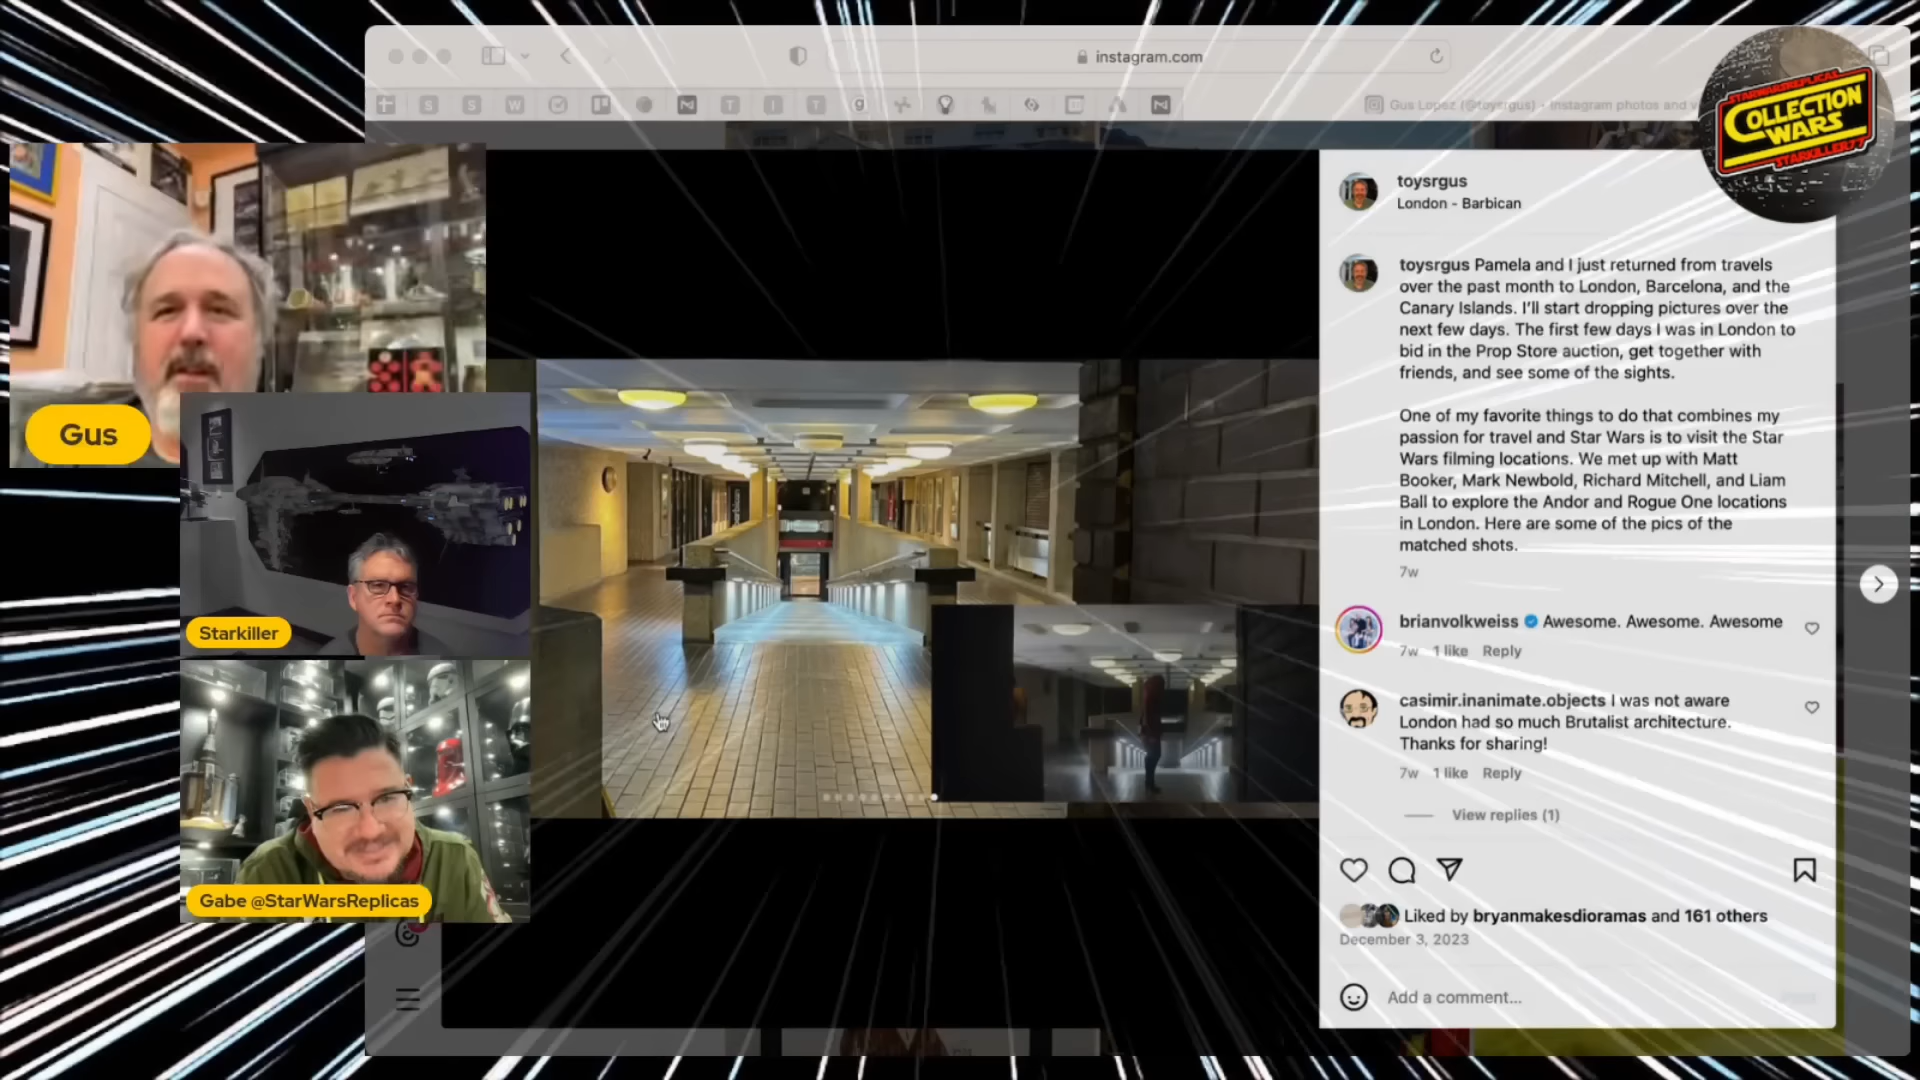 instagram.com
Gus Lopez (@toysrgus) • Instagram photos and v
STARWARSREPLICAS
COLLECTION
WARS
STARKILLER77
Gus
Starkiller
Gabe @StarWarsReplicas
toysrgus
London - Barbican
toysrgus Pamela and I just returned from travels
over the past month to London, Barcelona, and the
Canary Islands. I'll start dropping pictures over the
next few days. The first few days I was in London to
bid in the Prop Store auction, get together with
friends, and see some of the sights.
One of my favorite things to do that combines my
passion for travel and Star Wars is to visit the Star
Wars filming locations. We met up with Matt
Booker, Mark Newbold, Richard Mitchell, and Liam
Ball to explore the Andor and Rogue One locations
in London. Here are some of the pics of the
matched shots.
7w
brianvolkweiss Awesome. Awesome. Awesome
7w 1 like Reply
casimir.inanimate.objects I was not aware
London had so much Brutalist architecture.
Thanks for sharing!
7w 1 like Reply
View replies (1)
Liked by bryanmakesdioramas and 161 others
December 3, 2023
Add a comment...